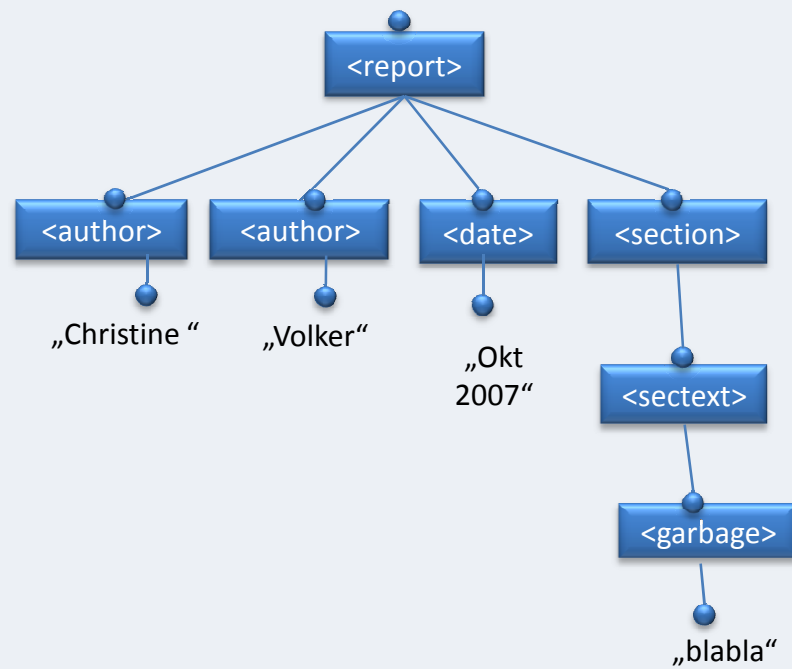 <report>
<author> <author> <date> <section>
„Christine “ „Volker“ „Okt
2007“
<sectext>
<garbage>
„blabla“